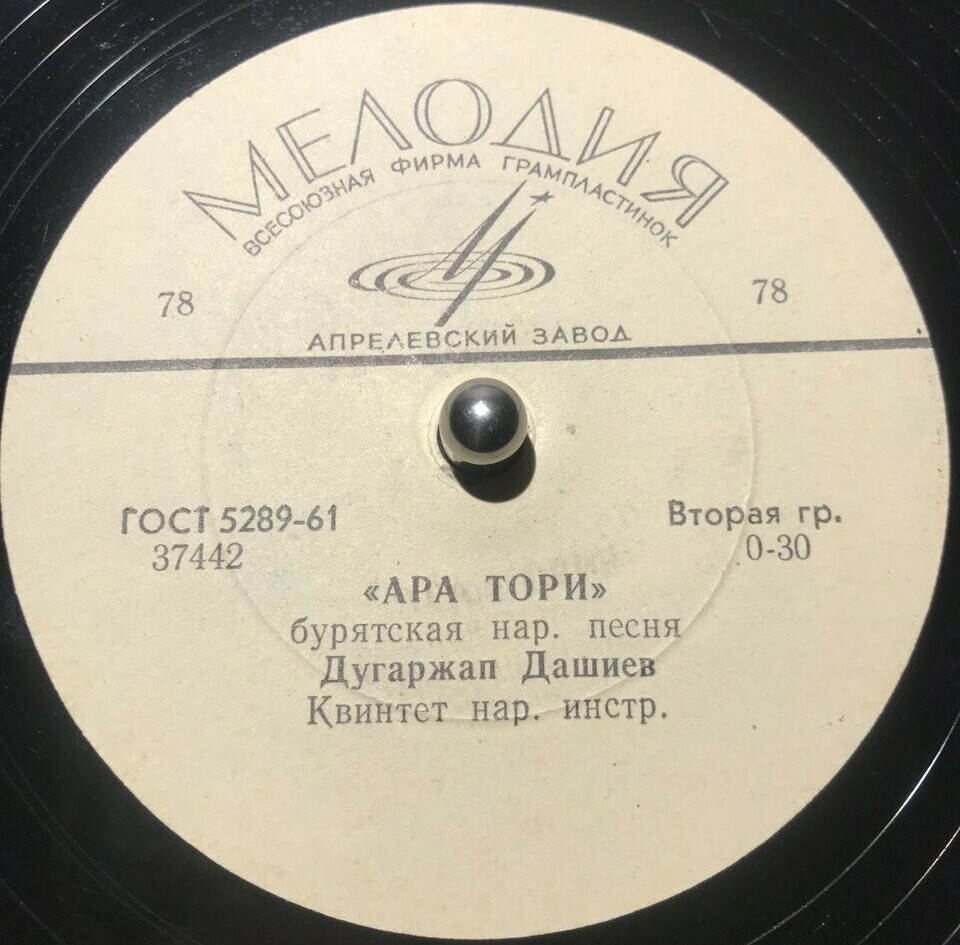 МЕЛОДИЯ
ВСЕСОЮЗНАЯ ФИРМА ГРАМПЛАСТИНОК
78
78
АПРЕЛЕВСКИЙ ЗАВОД
ГОСТ 5289-61
Вторая гр.
37442
0-30
«АРА ТОРИ»
бурятская нар. песня
Дугаржап Дашиев
Квинтет нар. инстр.